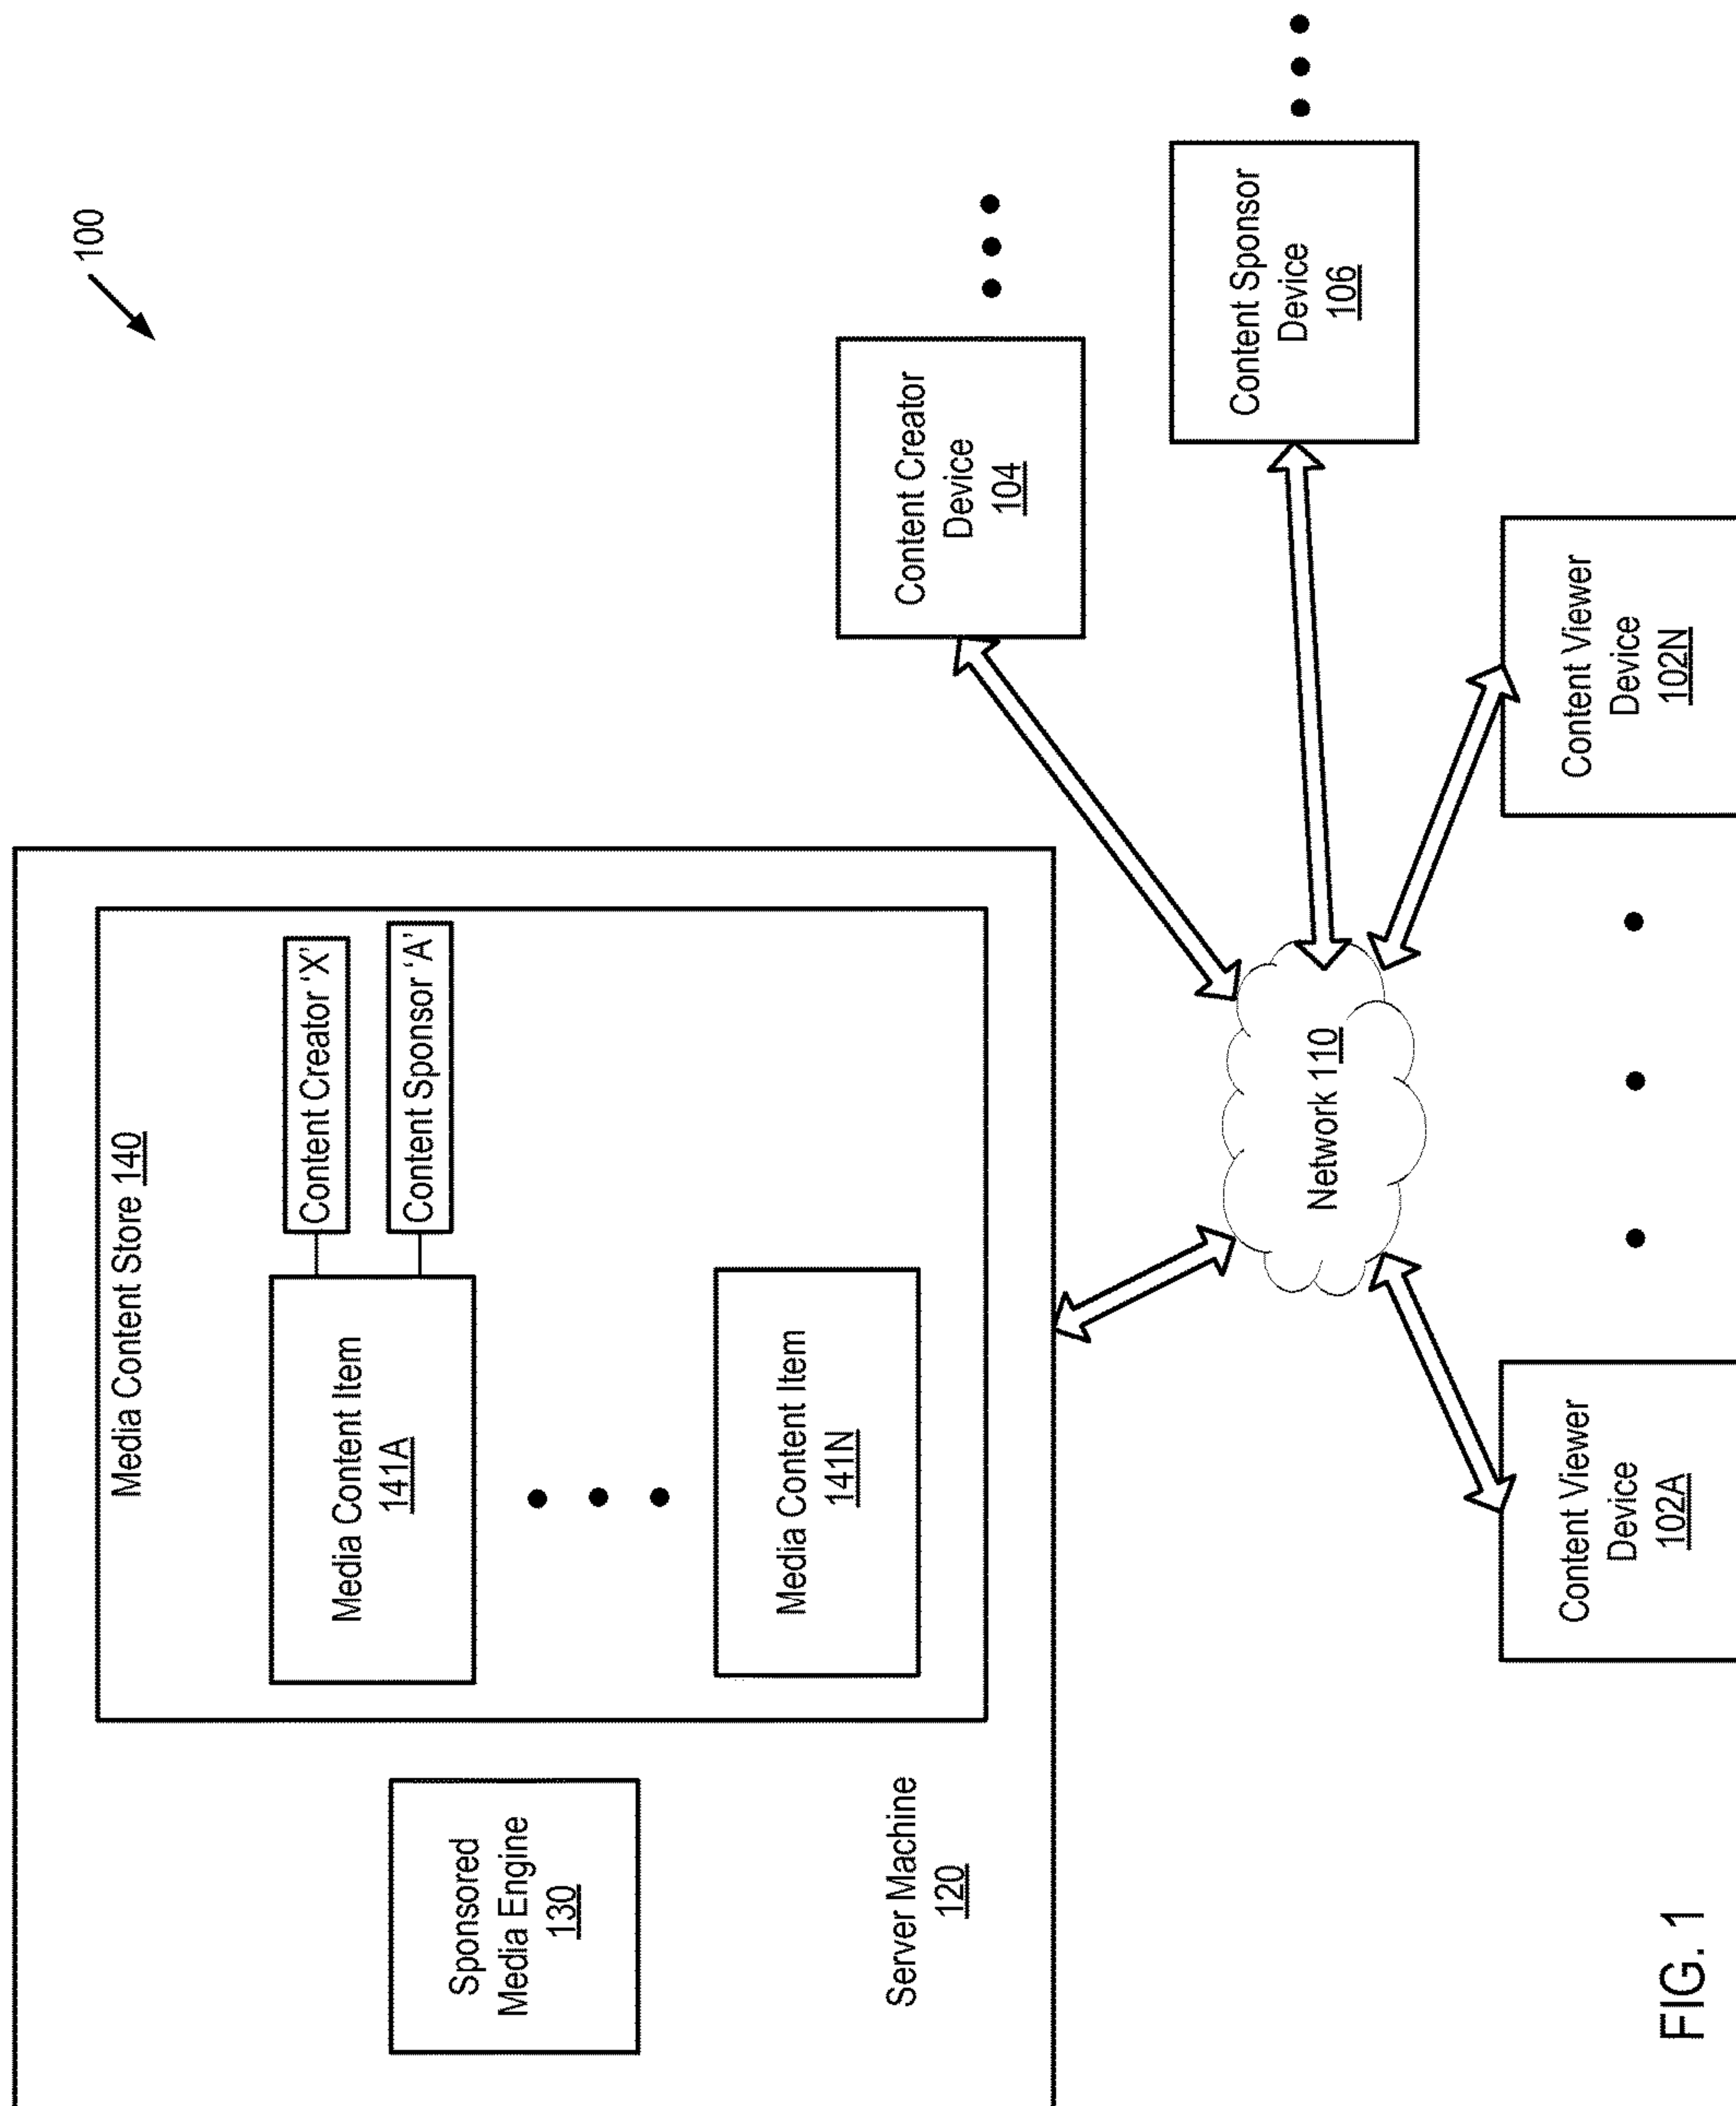 100
Media Content Store 140
Content Creator ‘X’
Content Sponsor ‘A’
Media Content Item
141A
Media Content Item
141N
Sponsored
Media Engine
130
Server Machine
120
Content Creator
Device
104
Content Sponsor
Device
106
Network 110
Content Viewer
Device
102A
Content Viewer
Device
102N
FIG. 1